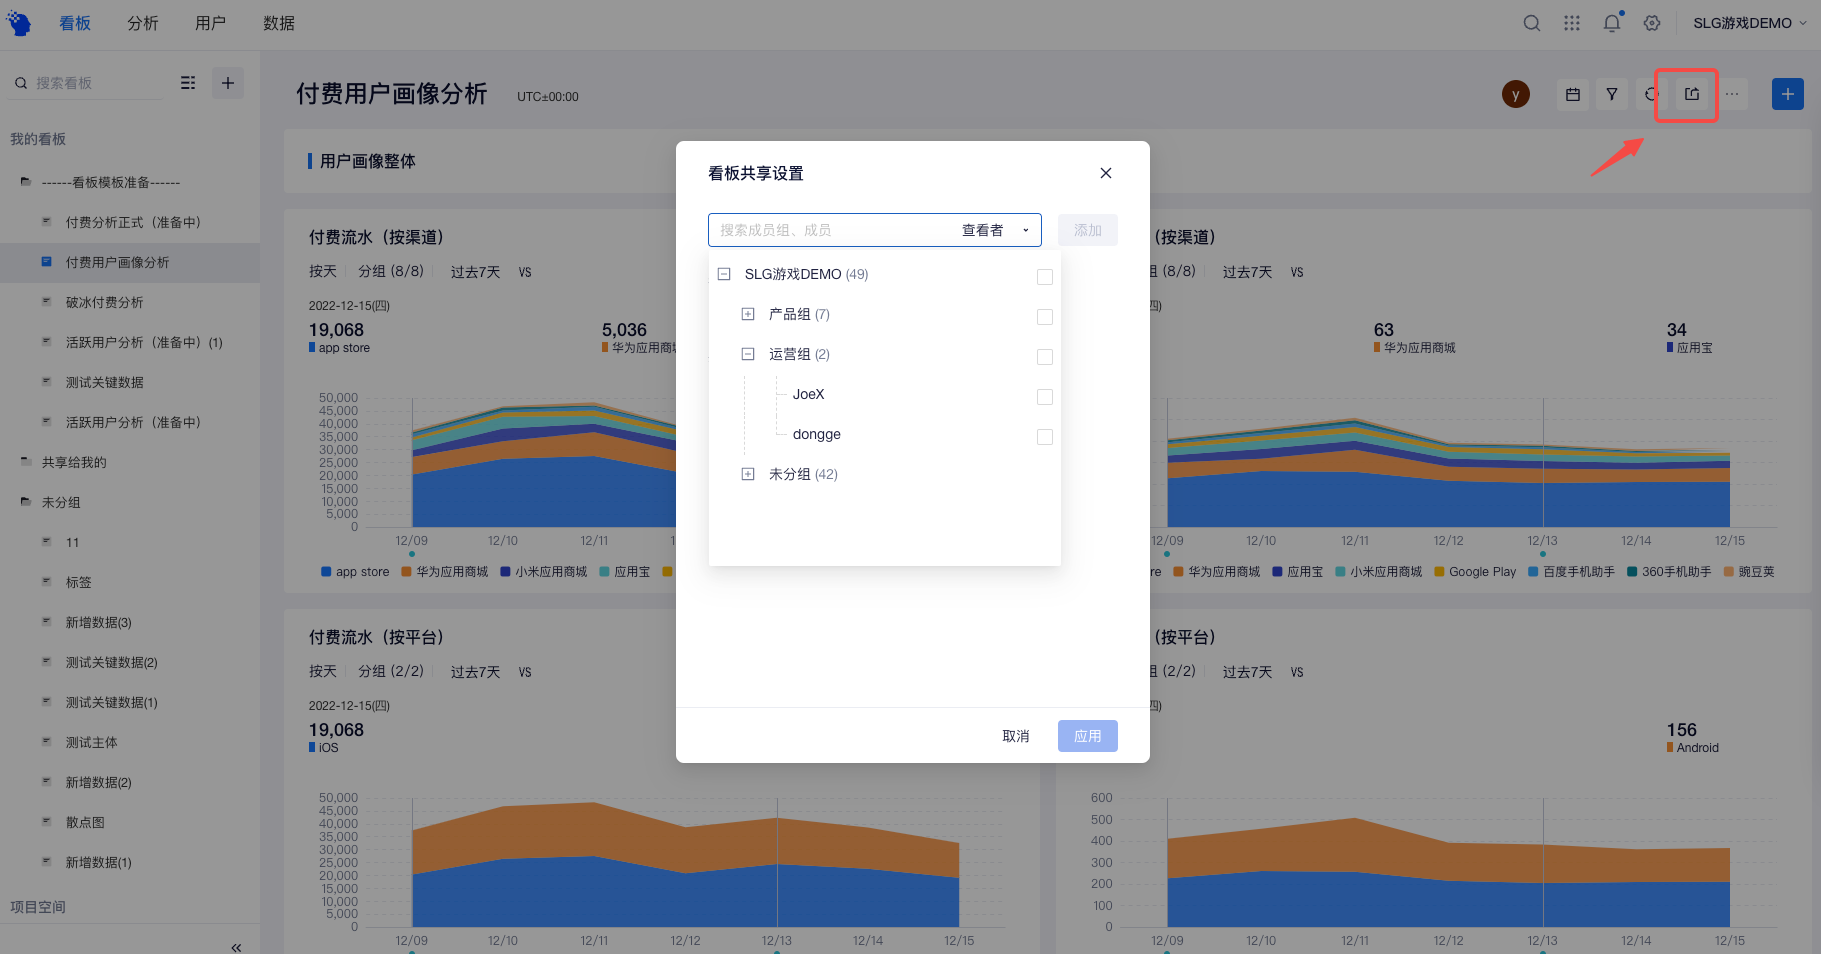 看板 分析 用户 数据 SLG游戏DEMO
搜索看板
我的看板
------看板模板准备------
付费分析正式（准备中）
付费用户画像分析
破冰付费分析
活跃用户分析（准备中）(1)
测试关键数据
活跃用户分析（准备中）
共享给我的
未分组
11
标签
新增数据(3)
测试关键数据(2)
测试关键数据(1)
测试主体
新增数据(2)
散点图
新增数据(1)
项目空间
付费用户画像分析 UTC±00:00
y
用户画像整体
付费流水（按渠道）
按天 分组 (8/8) 过去7天 VS
2022-12-15(四)
19,068 5,036
app store 华为应用商
50,000
45,000
40,000
35,000
30,000
25,000
20,000
15,000
10,000
5,000
0
12/09 12/10 12/11
app store 华为应用商城 小米应用商城 应用宝
（按渠道）
(8/8) 过去7天 VS
63 34
华为应用商城 应用宝
12/09 12/10 12/11 12/12 12/13 12/14 12/15
re 华为应用商城 应用宝 小米应用商城 Google Play 百度手机助手 360手机助手 豌豆荚
付费流水（按平台）
按天 分组 (2/2) 过去7天 VS
2022-12-15(四)
19,068
iOS
50,000
45,000
40,000
35,000
30,000
25,000
20,000
15,000
10,000
5,000
0
12/09 12/10 12/11 12/12 12/13 12/14 12/15
（按平台）
(2/2) 过去7天 VS
156
Android
600
500
400
300
200
100
0
12/09 12/10 12/11 12/12 12/13 12/14 12/15
看板共享设置
搜索成员组、成员 查看者 添加
SLG游戏DEMO (49)
产品组 (7)
运营组 (2)
JoeX
dongge
未分组 (42)
取消 应用